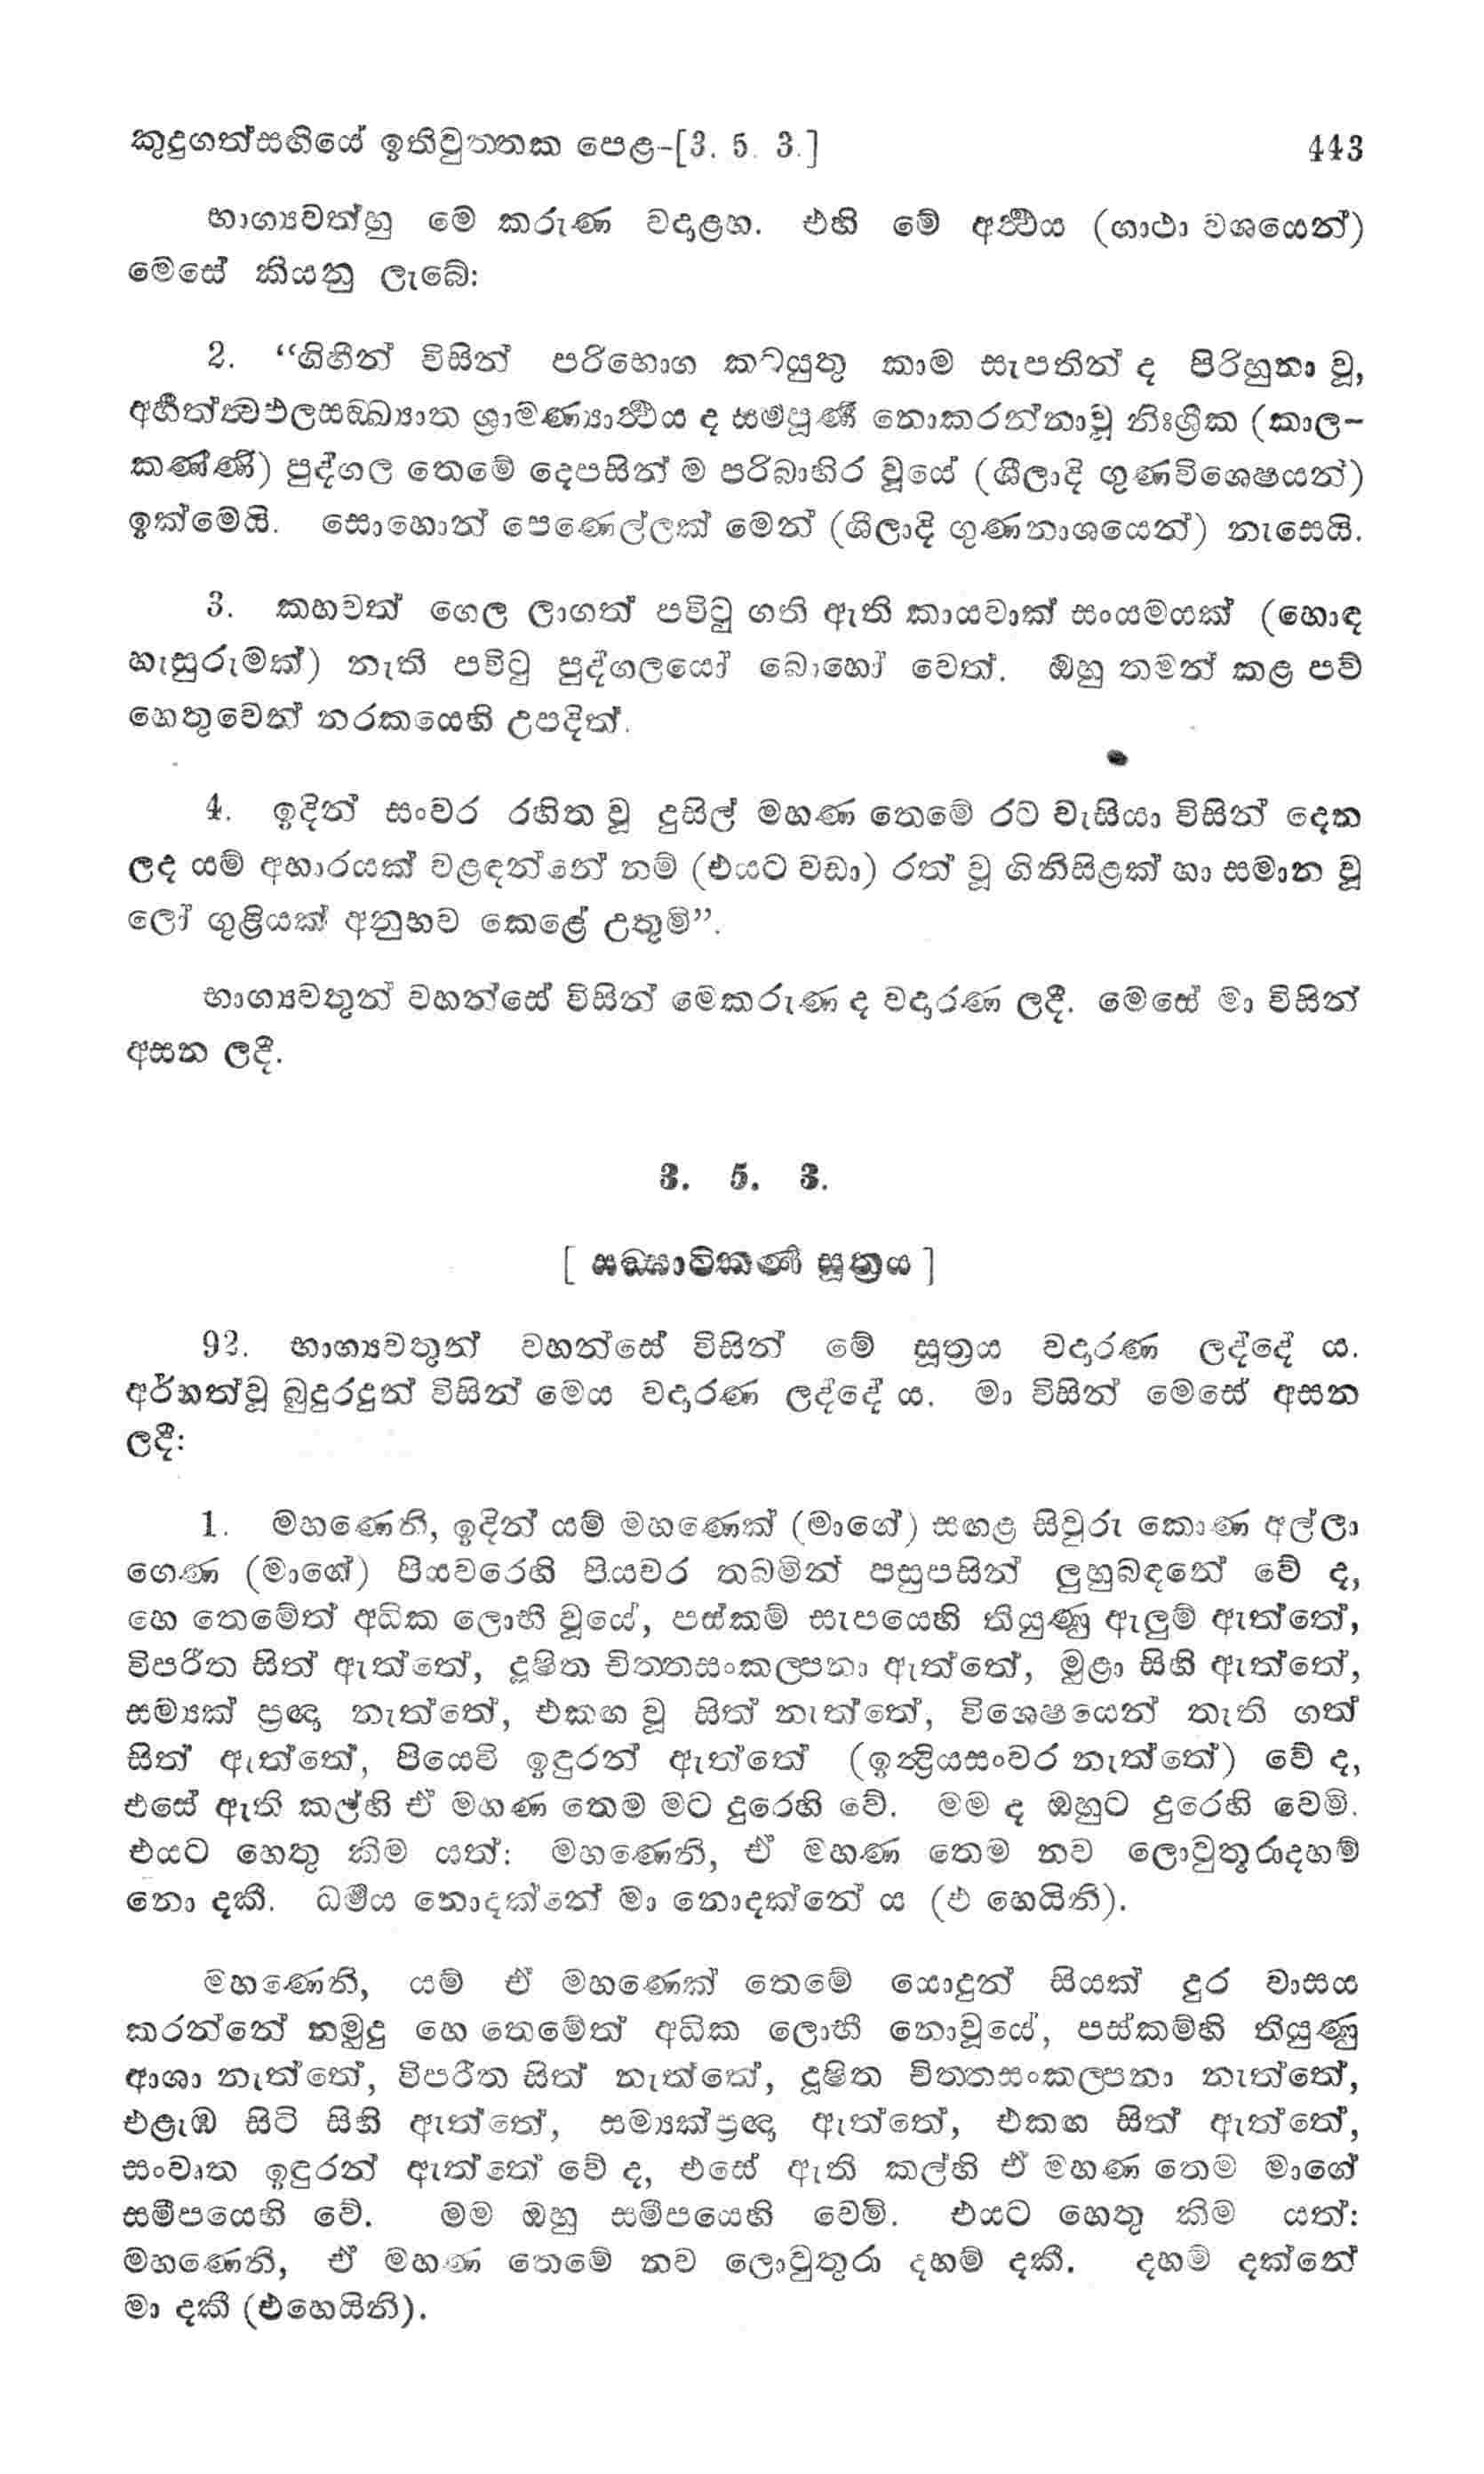 කුදුගත්සඟියේ ඉතිවුත්තක පෙළ-[3. 5. 3.] 443
භාග්‍යවත්හු මේ කරුණ වදාළහ. එහි මේ අර්ථය (ගාථා වශයෙන්)
මෙසේ කියනු ලැබේ:
2. “ගිහීන් විසින් පරිභොග කටයුතු කාම සැපතින් ද පිරිහුනා වූ,
අර්හත්ත්වඵලසඞ්ඛ්‍යාත ශ්‍රාමණ්‍යාර්ථය ද සම්පූර්ණ නොකරන්නාවූ නිඃශ්‍රීක (කාල-
කණ්ණි) පුද්ගල තෙමේ දෙපසින් ම පරිබාහිර වූයේ (ශීලාදි ගුණවිශෙෂයන්)
ඉක්මෙයි. සොහොන් පෙණෙල්ලක් මෙන් (ශීලාදි ගුණනාශයෙන්) නැසෙයි.
3. කහවත් ගෙල ලාගත් පවිටු ගති ඇති කායවාක් සංයමයක් (හොඳ
හැසුරුමක්) නැති පවිටු පුද්ගලයෝ බොහෝ වෙත්. ඔහු තමන් කළ පව්
හෙතුවෙන් නරකයෙහි උපදිත්.
4. ඉදින් සංවර රහිත වූ දුසිල් මහණ තෙමේ රට වැසියා විසින් දෙන
ලද යම් අහාරයක් වළඳන්නේ නම් (එයට වඩා) රත් වූ ගිනිසිළක් හා සමාන වූ
ලෝ ගුළියක් අනුභව කෙළේ උතුම්”.
භාග්‍යවතුන් වහන්සේ විසින් මෙකරුණ ද වදාරණ ලදී. මෙසේ මා විසින්
අසන ලදී.
3. 5. 3.
[ සඞ්ඝාටිකණ්ණ සූත්‍රය ]
92. භාග්‍යවතුන් වහන්සේ විසින් මේ සූත්‍රය වදාරණ ලද්දේ ය.
අර්හත්වූ බුදුරදුන් විසින් මෙය වදාරණ ලද්දේ ය. මා විසින් මෙසේ අසන
ලදී:
1. මහණෙනි, ඉදින් යම් මහණෙක් (මාගේ) සඟළ සිවුරු කොණ අල්ලා
ගෙණ (මාගේ) පියවරෙහි පියවර තබමින් පසුපසින් ලුහුබඳනේ වේ ද,
හෙ තෙමේත් අධික ලොභී වූයේ, පස්කම් සැපයෙහි තියුණු ඇලුම් ඇත්තේ,
විපරීත සිත් ඇත්තේ, දූෂිත චිත්තසංකල්පනා ඇත්තේ, මුළා සිහි ඇත්තේ,
සම්‍යක් ප්‍රඥා නැත්තේ, එකඟ වූ සිත් නැත්තේ, විශෙෂයෙන් තැති ගත්
සිත් ඇත්තේ, පියෙවි ඉඳුරන් ඇත්තේ (ඉන්ද්‍රියසංවර නැත්තේ) වේ ද,
එසේ ඇති කල්හි ඒ මහණ තෙම මට දුරෙහි වේ. මම ද ඔහුට දුරෙහි වෙමි.
එයට හෙතු කිම යත්: මහණෙනි, ඒ මහණ තෙම නව ලොවුතුරාදහම්
නො දකී. ධර්මය නොදක්නේ මා නොදක්නේ ය (එ හෙයිනි).
මහණෙනි, යම් ඒ මහණෙක් තෙමේ යොදුන් සියක් දුර වාසය
කරන්නේ නමුදු හෙ තෙමේත් අධික ලොභී නොවූයේ, පස්කම්හි තියුණු
ආශා නැත්තේ, විපරීත සිත් නැත්තේ, දූෂිත චිත්තසංකල්පනා නැත්තේ,
එළැඹ සිටි සිහි ඇත්තේ, සම්‍යක්ප්‍රඥා ඇත්තේ, එකඟ සිත් ඇත්තේ,
සංවෘත ඉඳුරන් ඇත්තේ වේ ද, එසේ ඇති කල්හි ඒ මහණ තෙම මාගේ
සමීපයෙහි වේ. මම ඔහු සමීපයෙහි වෙමි. එයට හෙතු කිම යත්:
මහණෙනි, ඒ මහණ තෙමේ නව ලොවුතුරා දහම් දකී. දහම් දක්නේ
මා දකී (එහෙයිනි).